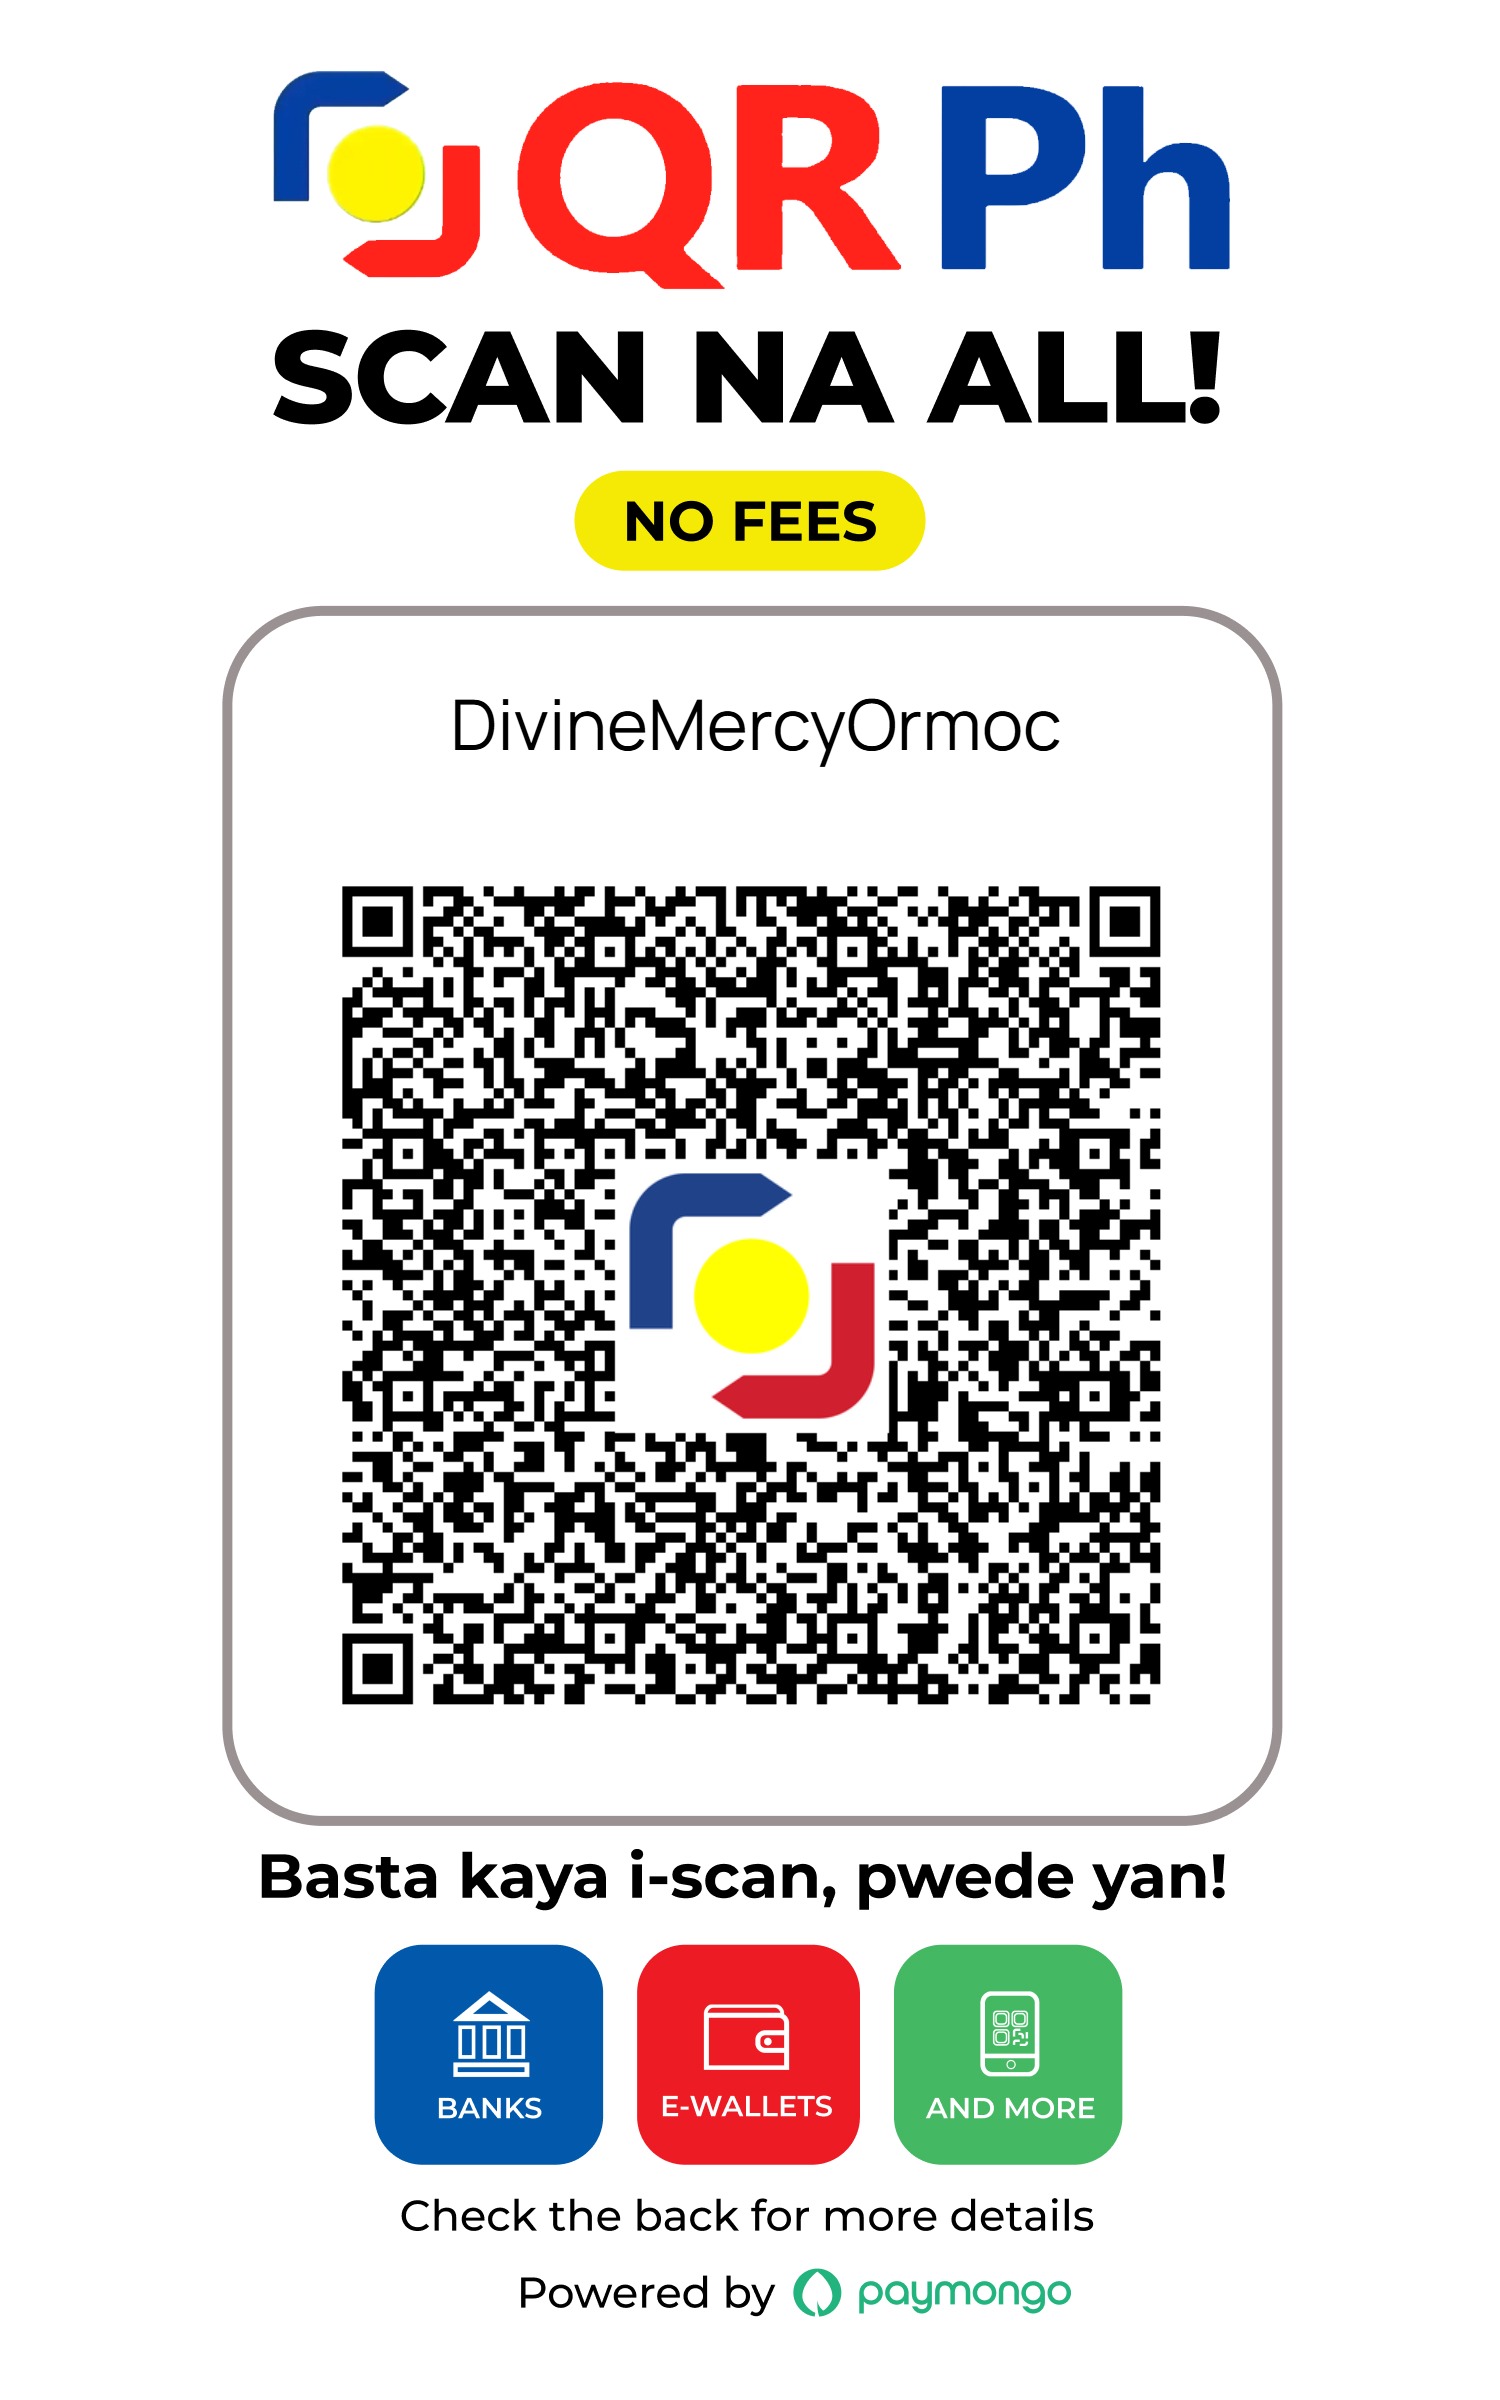 QR Ph
SCAN NA ALL!
NO FEES
DivineMercyOrmoc
Basta kaya i-scan, pwede yan!
BANKS
E-WALLETS
AND MORE
Check the back for more details
Powered by paymongo